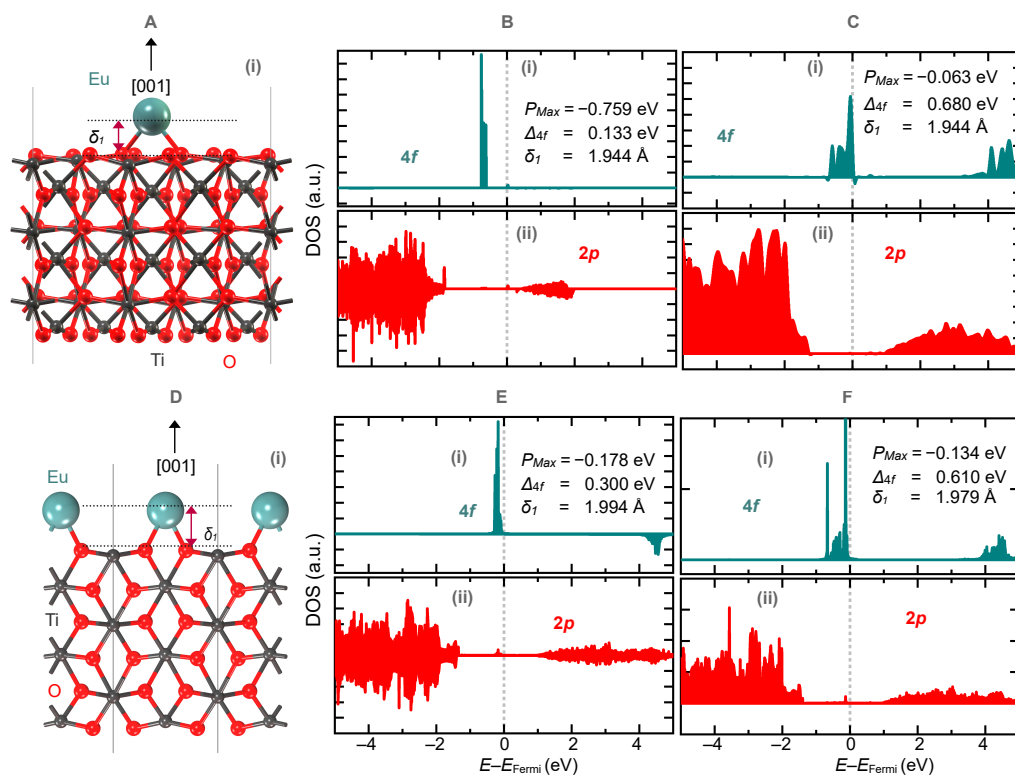 A
B
C
(i)
[001]
Eu
δ1
Ti
O
DOS (a.u.)
(i)
PMax = −0.759 eV
Δ4f = 0.133 eV
δ1 = 1.944 Å
4f
(ii)
2p
(i)
PMax = −0.063 eV
Δ4f = 0.680 eV
δ1 = 1.944 Å
4f
(ii)
2p
D
E
F
(i)
[001]
Eu
δ1
Ti
O
DOS (a.u.)
(i)
PMax = −0.178 eV
Δ4f = 0.300 eV
δ1 = 1.994 Å
4f
(ii)
2p
−4 −2 0 2 4
E−EFermi (eV)
(i)
PMax = −0.134 eV
Δ4f = 0.610 eV
δ1 = 1.979 Å
4f
(ii)
2p
−4 −2 0 2 4
E−EFermi (eV)